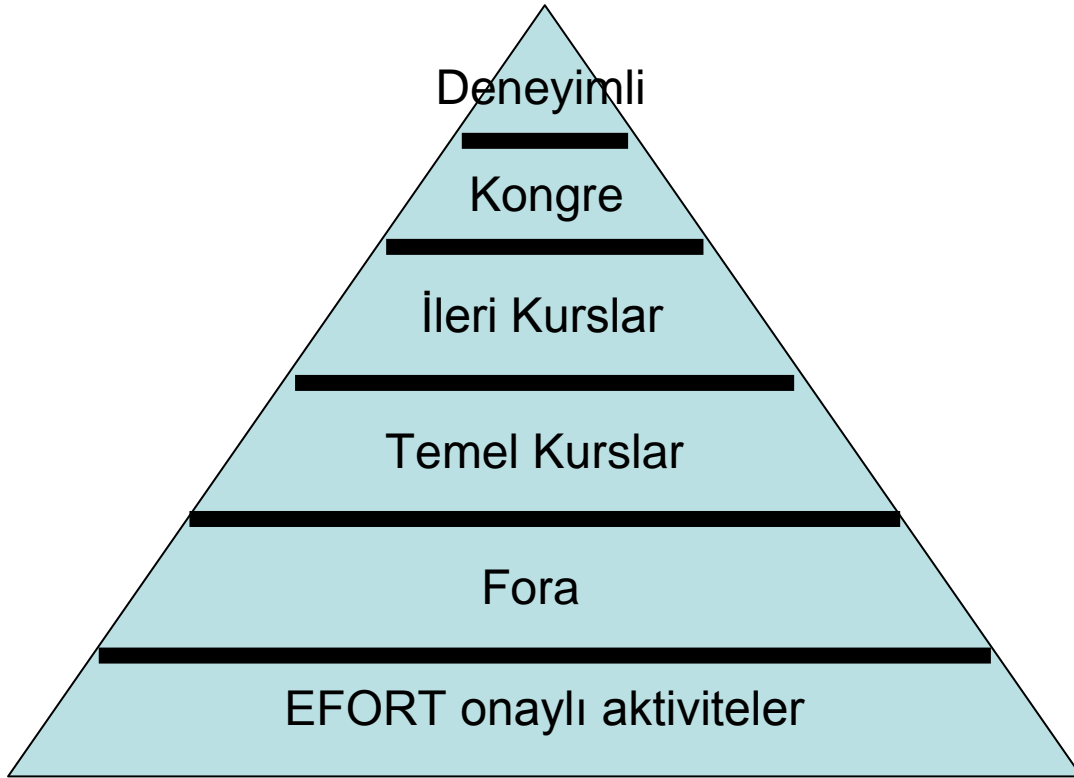 Deneyimli
Kongre
İleri Kurslar
Temel Kurslar
Fora
EFORT onaylı aktiviteler